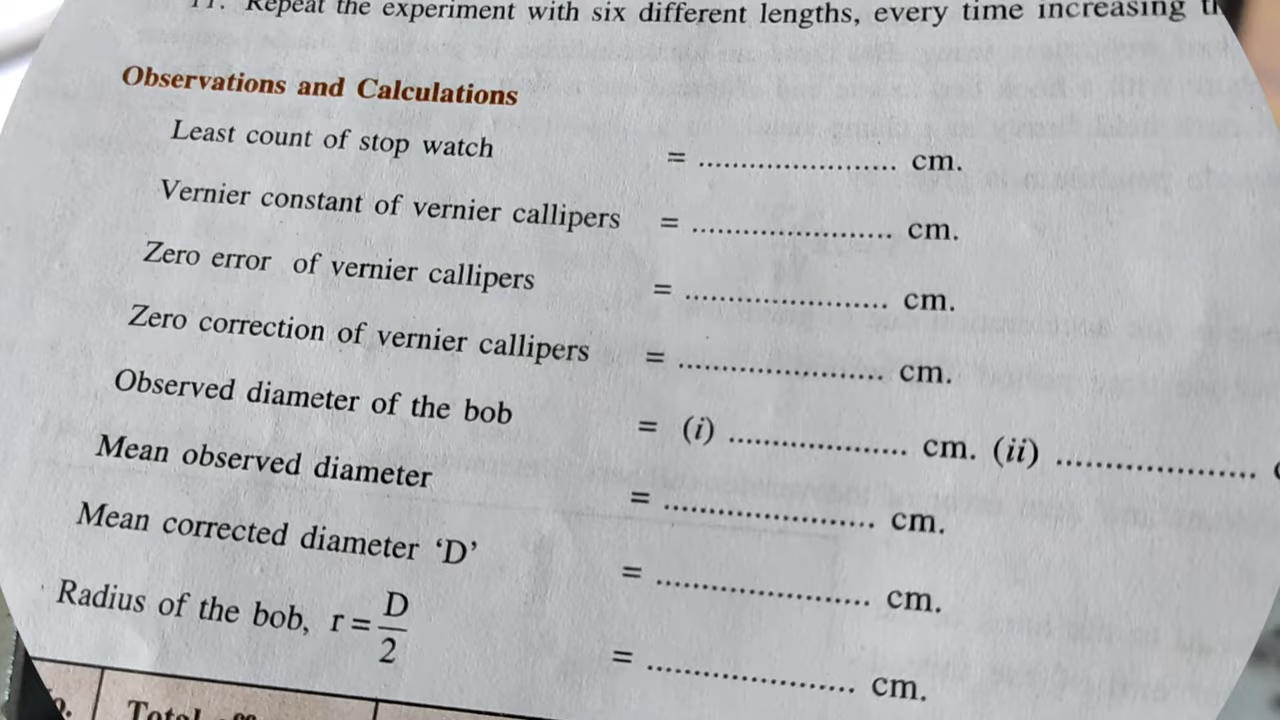 11. Repeat the experiment with six different lengths, every time increasing
Observations and Calculations
Least count of stop watch = ........................ cm.
Vernier constant of vernier callipers = ........................ cm.
Zero error of vernier callipers = ........................ cm.
Zero correction of vernier callipers = ........................ cm.
Observed diameter of the bob = (i) ...................... cm. (ii) ........................
Mean observed diameter = ........................ cm.
Mean corrected diameter ‘D’ = ........................ cm.
Radius of the bob, r = D/2 = ........................ cm.
Total